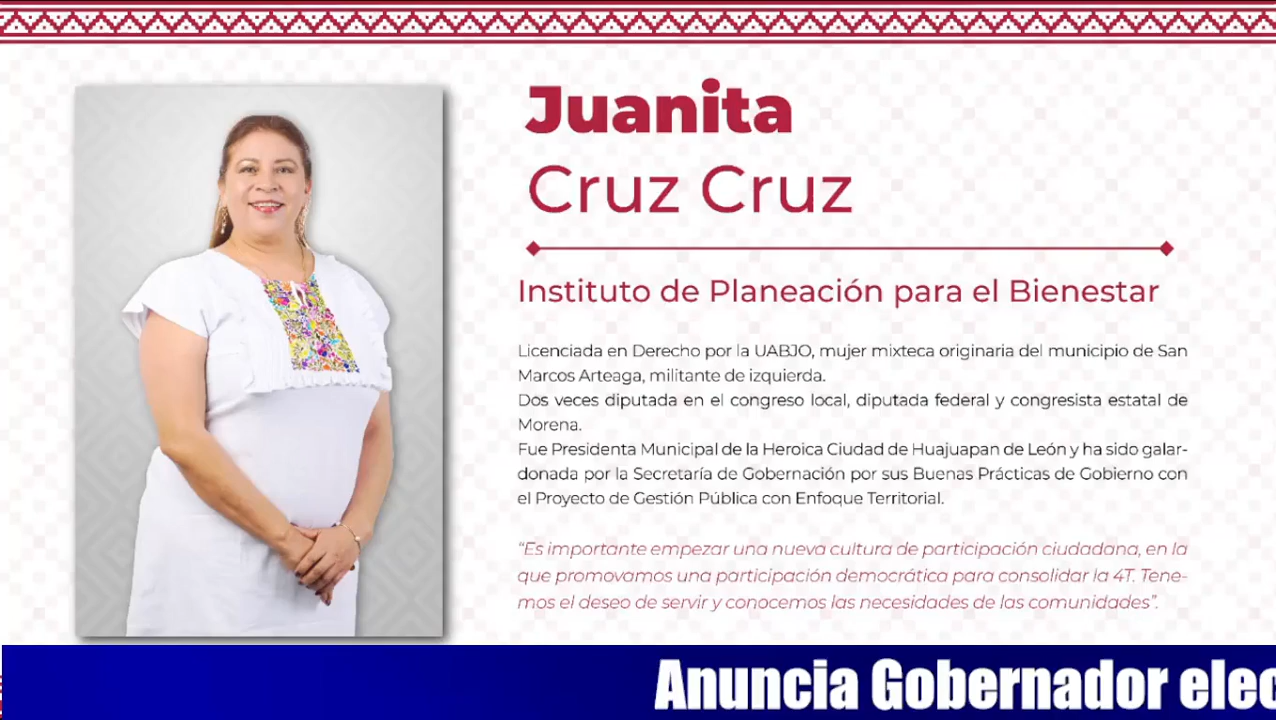 Juanita
Cruz Cruz
Instituto de Planeación para el Bienestar
Licenciada en Derecho por la UABJO, mujer mixteca originaria del municipio de San
Marcos Arteaga, militante de izquierda.
Dos veces diputada en el congreso local, diputada federal y congresista estatal de
Morena.
Fue Presidenta Municipal de la Heroica Ciudad de Huajuapan de León y ha sido galar-
donada por la Secretaría de Gobernación por sus Buenas Prácticas de Gobierno con
el Proyecto de Gestión Pública con Enfoque Territorial.
“Es importante empezar una nueva cultura de participación ciudadana, en la
que promovamos una participación democrática para consolidar la 4T. Tene-
mos el deseo de servir y conocemos las necesidades de las comunidades”.
Anuncia Gobernador elec